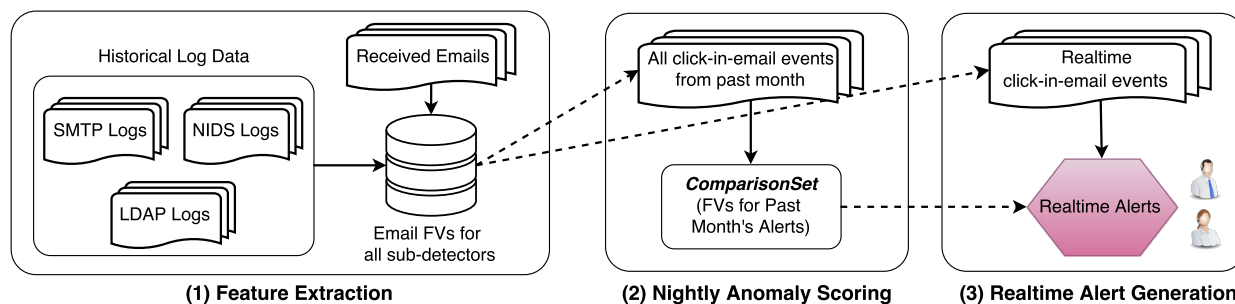 Historical Log Data
SMTP Logs
NIDS Logs
LDAP Logs
Received Emails
Email FVs for
all sub-detectors
(1) Feature Extraction
All click-in-email events
from past month
ComparisonSet
(FVs for Past
Month's Alerts)
(2) Nightly Anomaly Scoring
Realtime
click-in-email events
Realtime Alerts
(3) Realtime Alert Generation